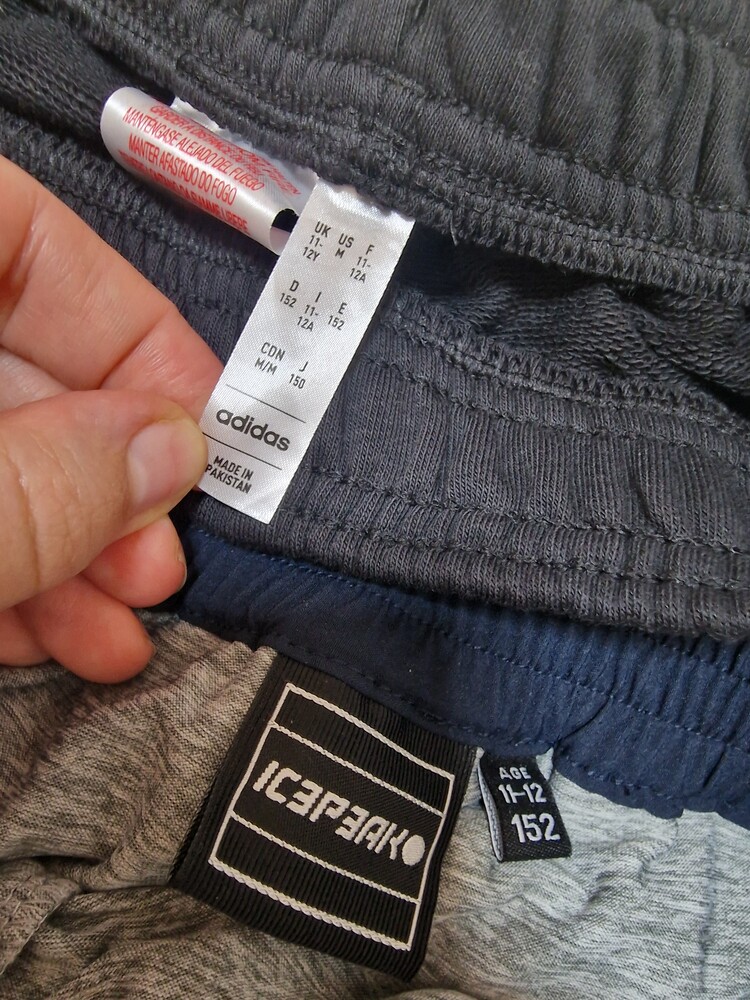 MANTÉNGASE ALEJADO DEL FUEGO
MANTER AFASTADO DO FOGO
UK US F
11-12Y M 11-12A
D I E
152 11-12A 152
CDN J
M/M 150
adidas
MADE IN
PAKISTAN
ICEPEAK
AGE
11-12
152